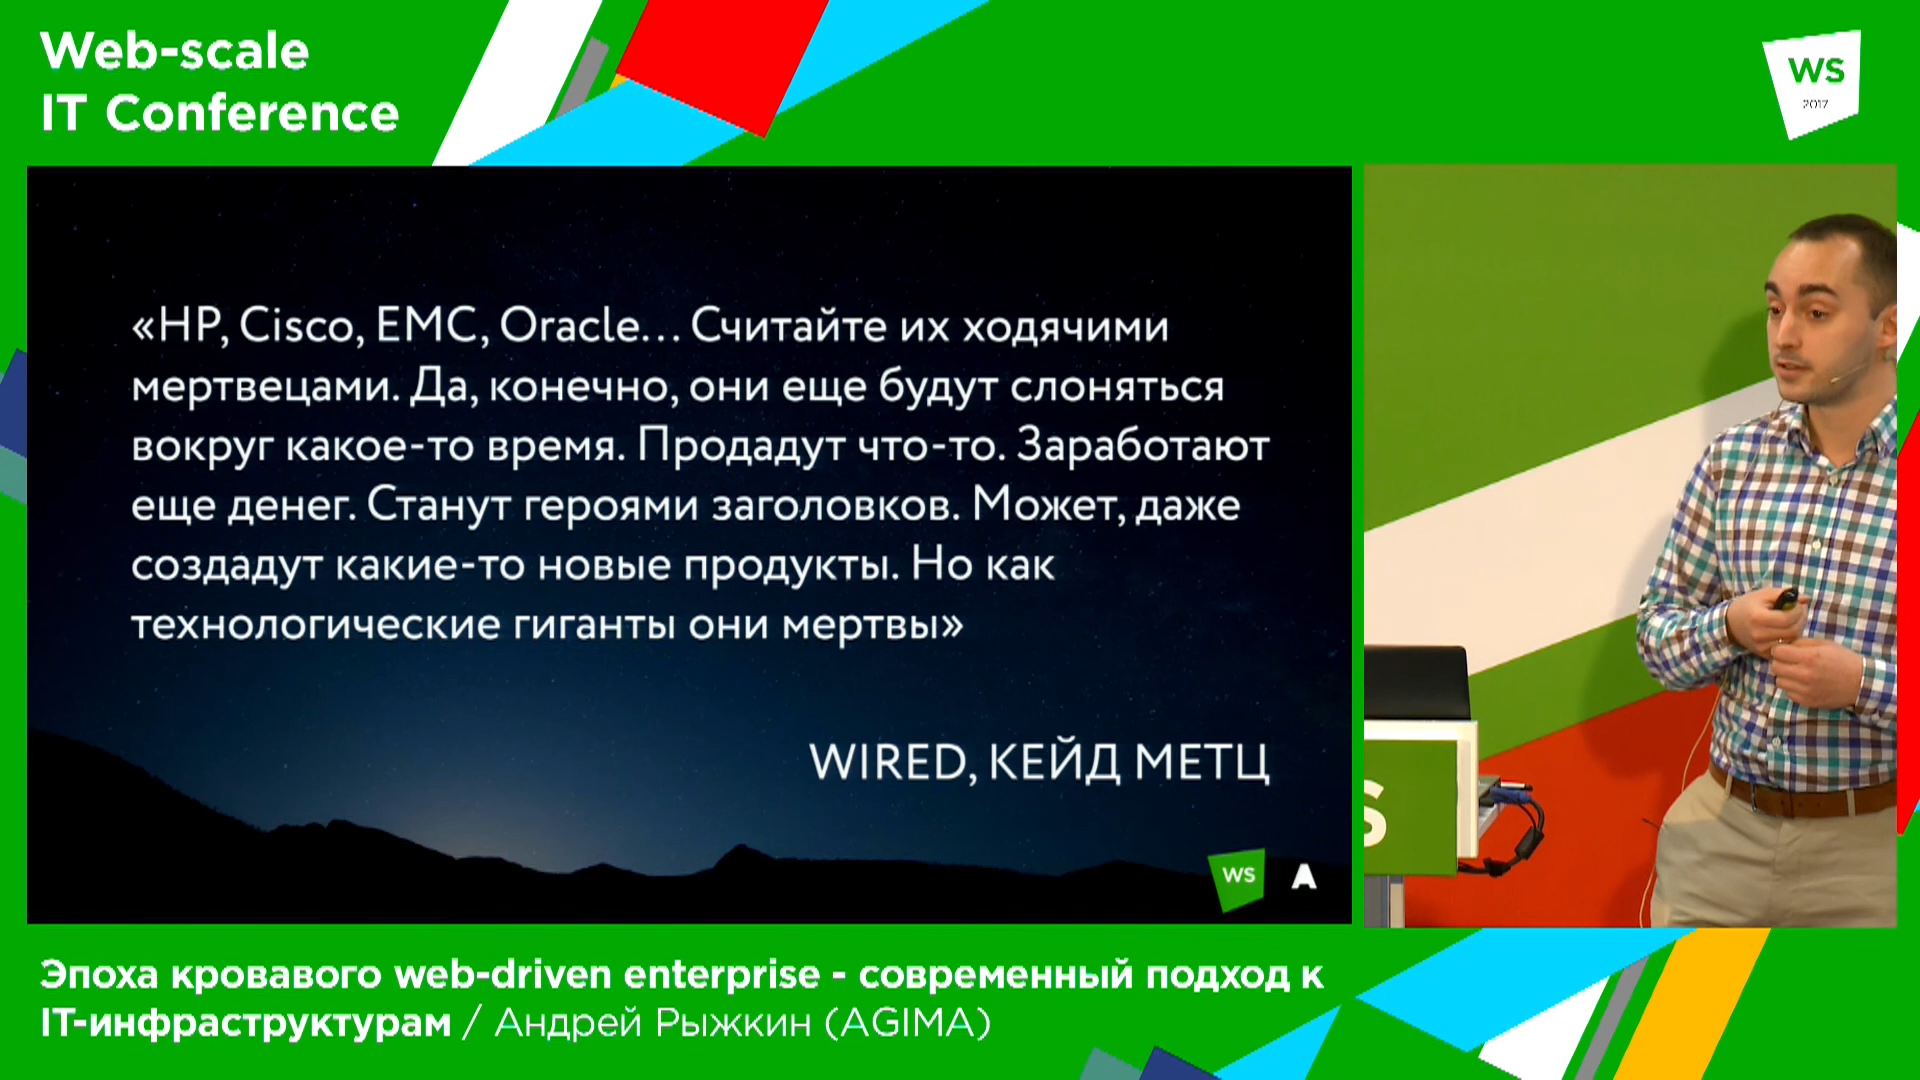 Web-scale
IT Conference
WS
2017
«HP, Cisco, EMC, Oracle... Считайте их ходячими
мертвецами. Да, конечно, они еще будут слоняться
вокруг какое-то время. Продадут что-то. Заработают
еще денег. Станут героями заголовков. Может, даже
создадут какие-то новые продукты. Но как
технологические гиганты они мертвы»
WIRED, КЕЙД МЕТЦ
WS
A
S
Эпоха кровавого web-driven enterprise - современный подход к
IT-инфраструктурам / Андрей Рыжкин (AGIMA)